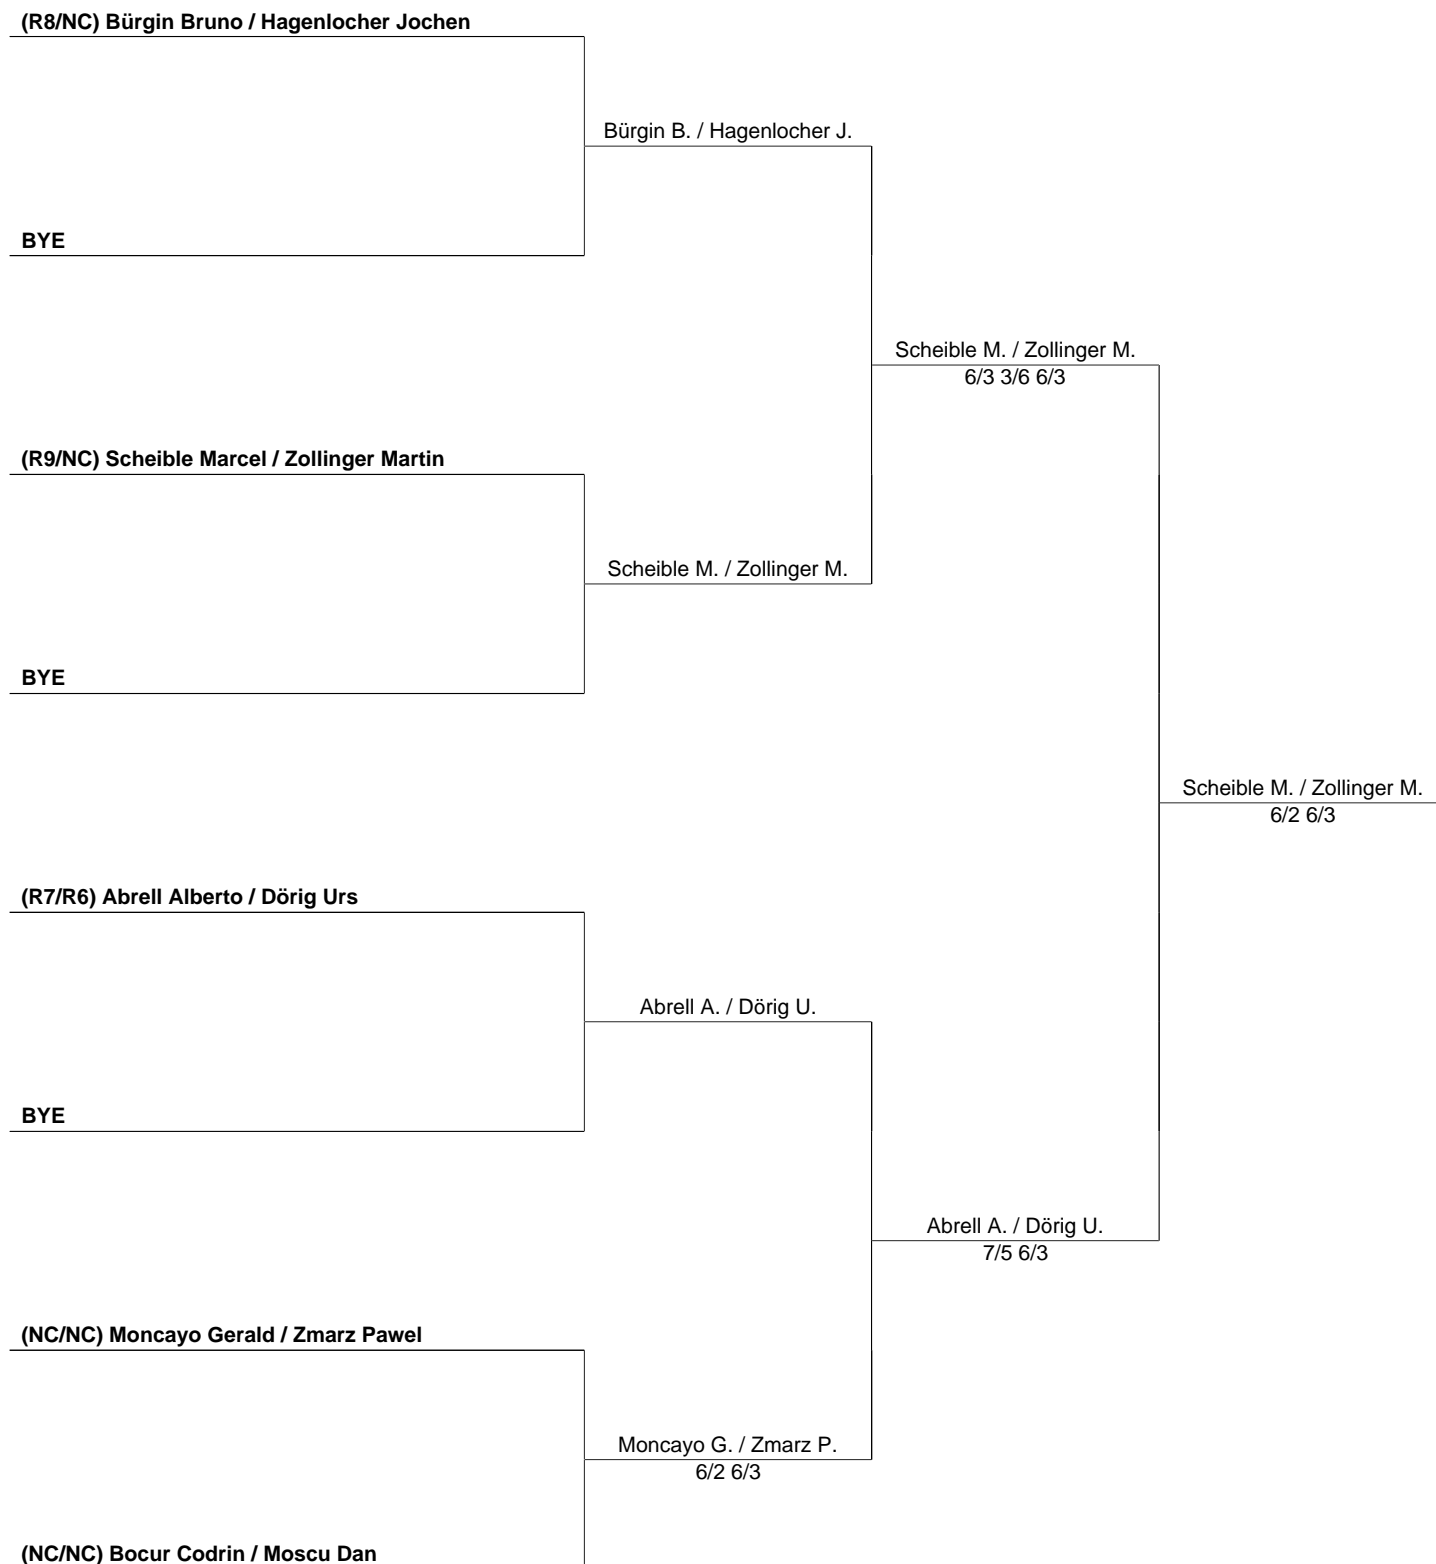 (R8/NC) Bürgin Bruno / Hagenlocher Jochen
Bürgin B. / Hagenlocher J.
BYE
Scheible M. / Zollinger M.
6/3 3/6 6/3
(R9/NC) Scheible Marcel / Zollinger Martin
Scheible M. / Zollinger M.
BYE
Scheible M. / Zollinger M.
6/2 6/3
(R7/R6) Abrell Alberto / Dörig Urs
Abrell A. / Dörig U.
BYE
Abrell A. / Dörig U.
7/5 6/3
(NC/NC) Moncayo Gerald / Zmarz Pawel
Moncayo G. / Zmarz P.
6/2 6/3
(NC/NC) Bocur Codrin / Moscu Dan